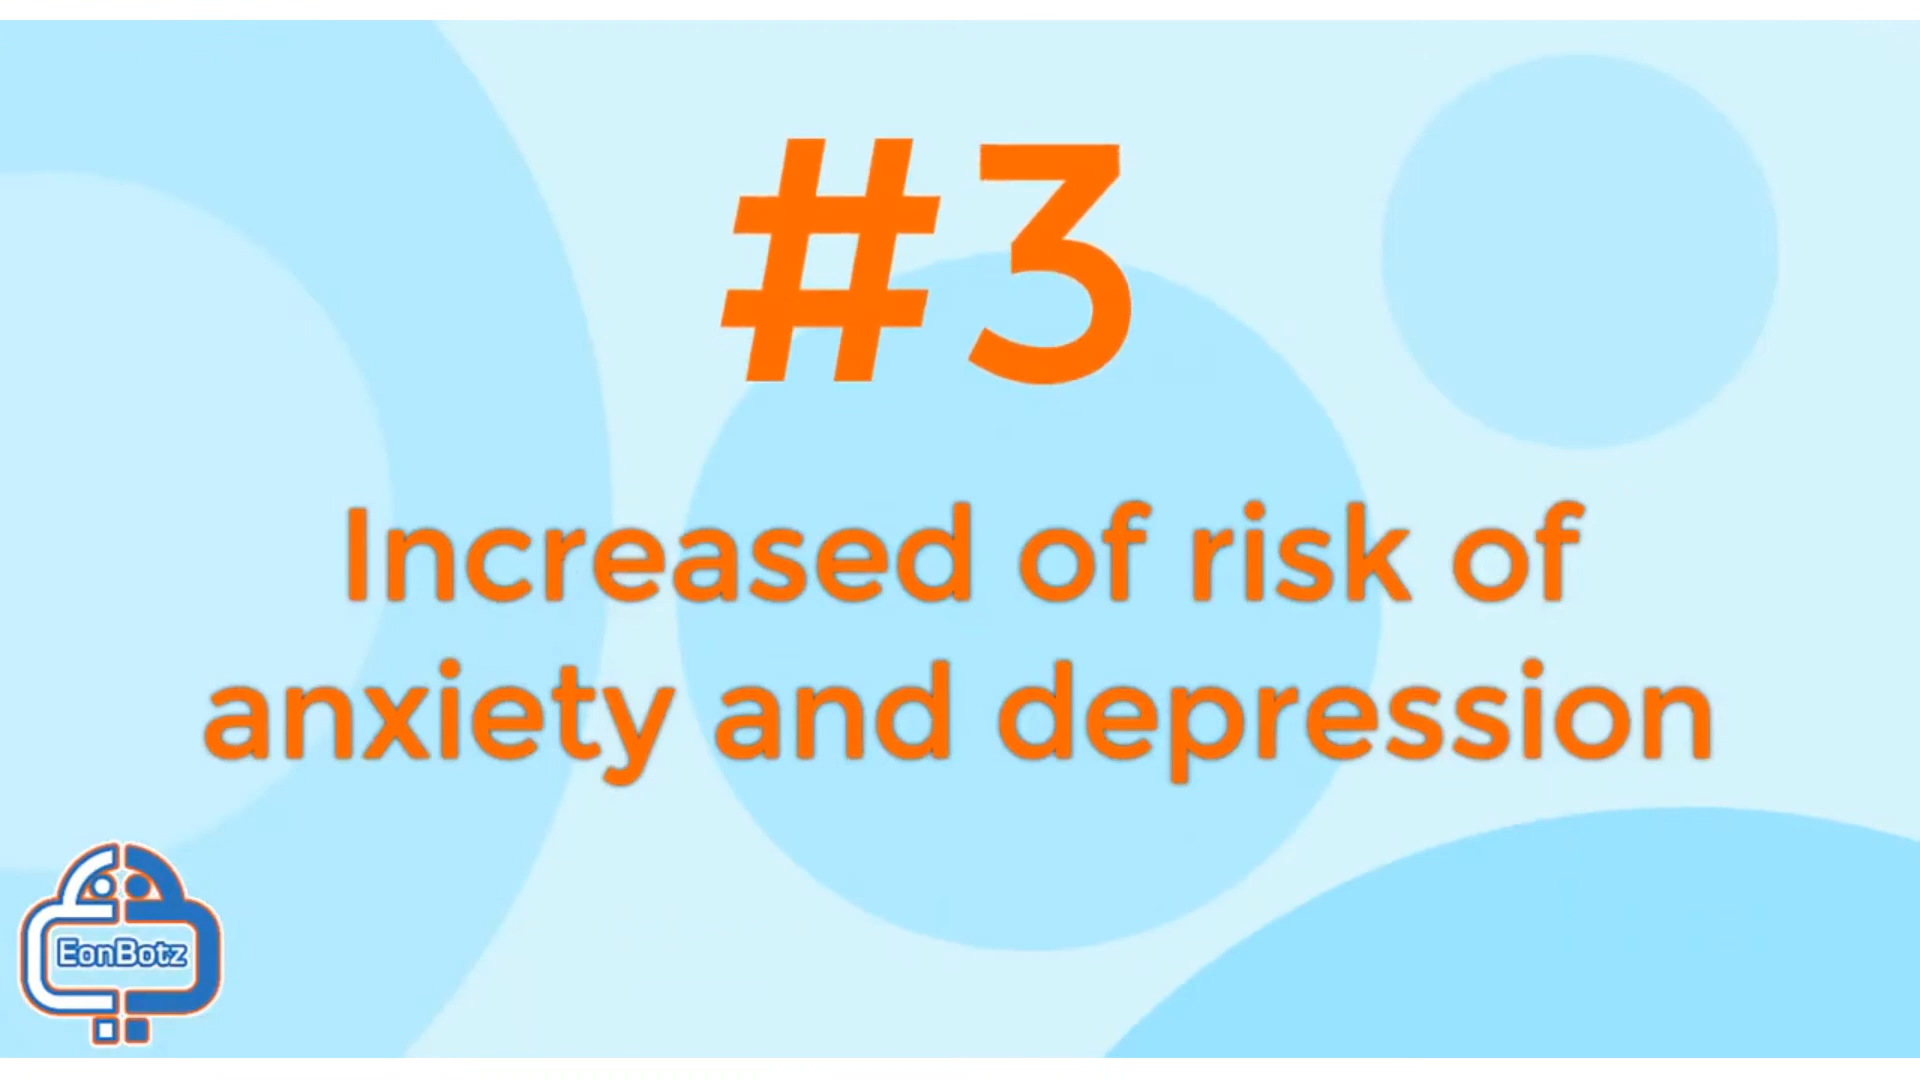 #3
Increased of risk of
anxiety and depression
EonBotz